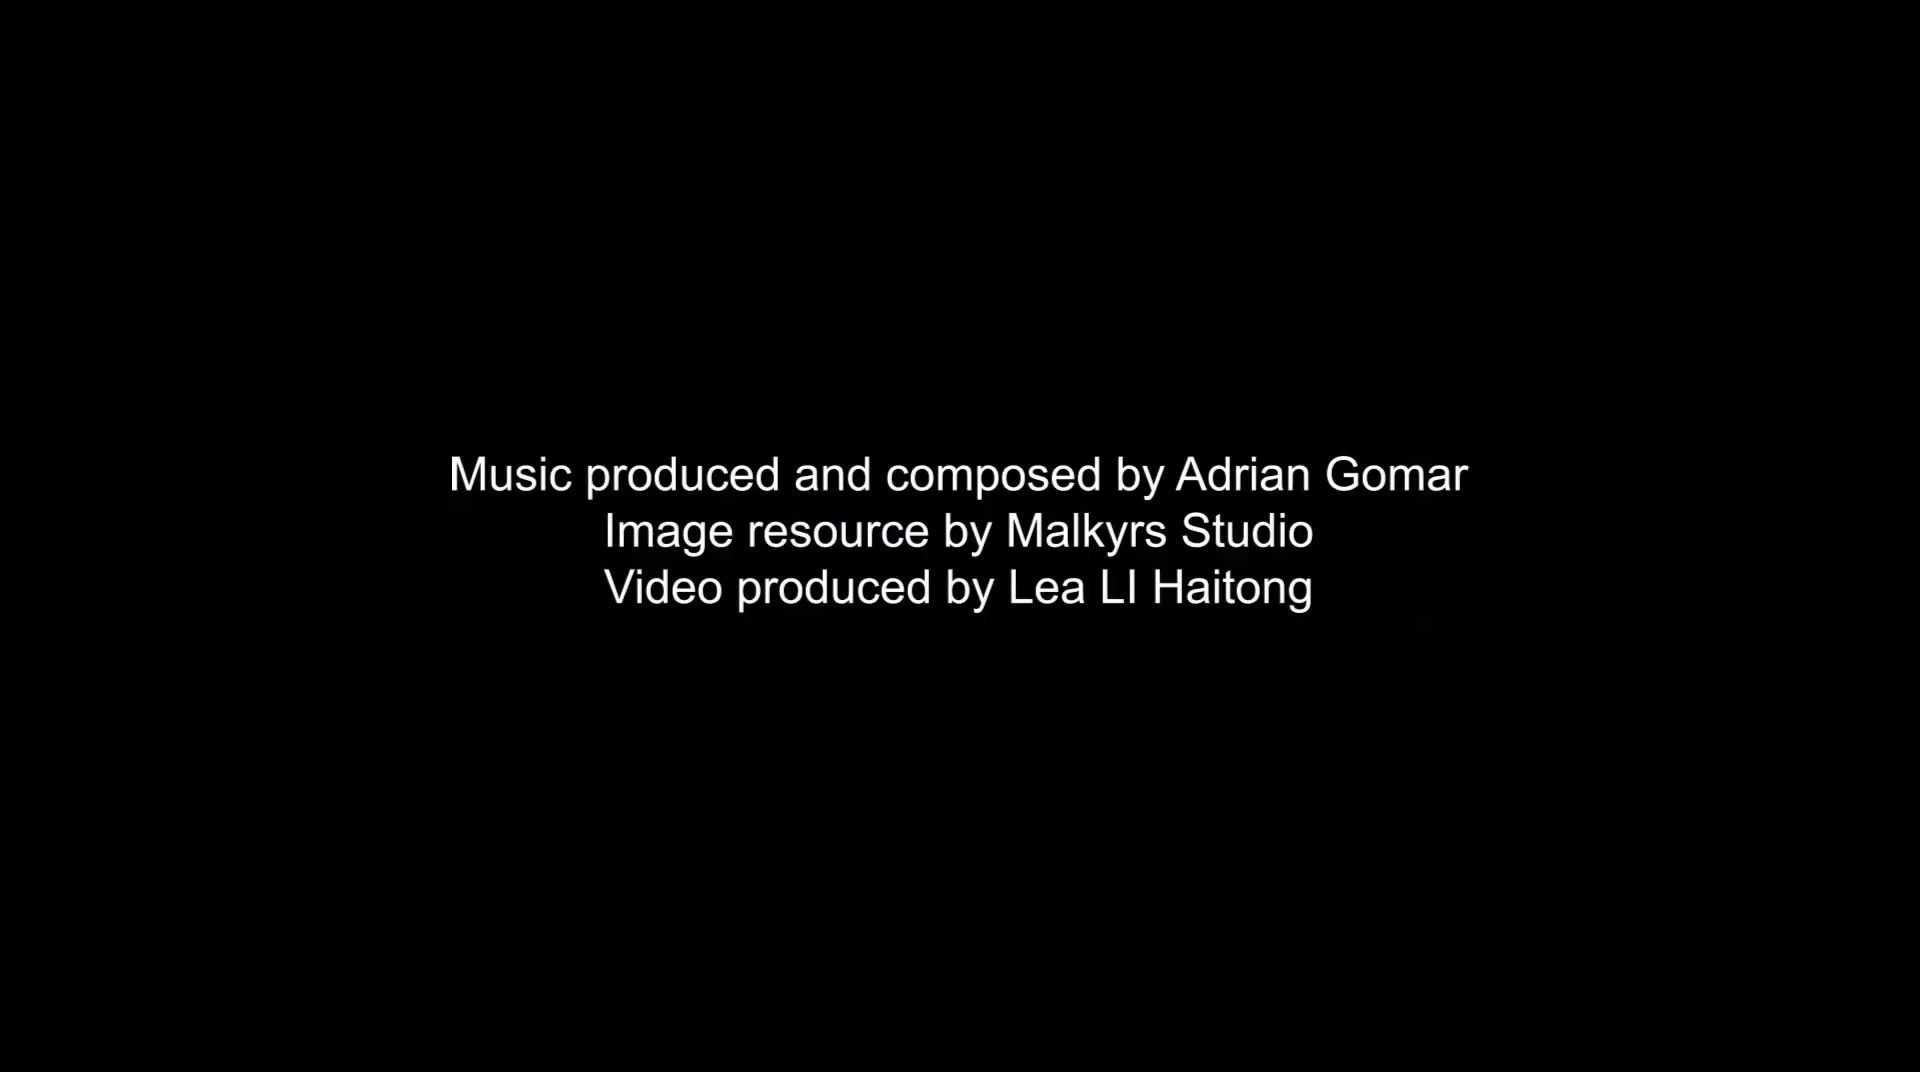 Music produced and composed by Adrian Gomar
Image resource by Malkyrs Studio
Video produced by Lea LI Haitong